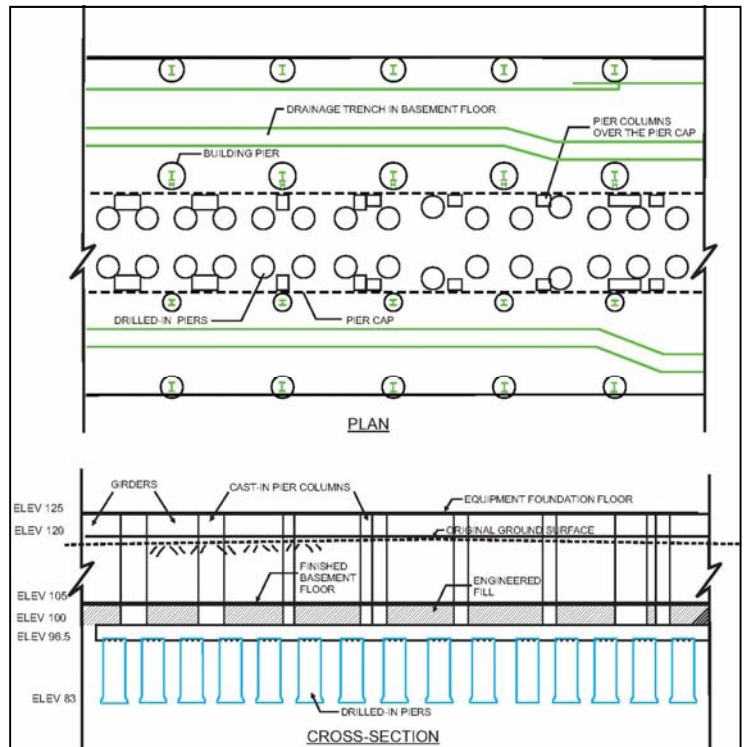 DRAINAGE TRENCH IN BASEMENT FLOOR
PIER COLUMNS
OVER THE PIER CAP
BUILDING PIER
DRILLED-IN PIERS
PIER CAP
PLAN
GIRDERS
CAST-IN PIER COLUMNS
EQUIPMENT FOUNDATION FLOOR
ELEV 125
ELEV 120
ORIGINAL GROUND SURFACE
FINISHED
BASEMENT
FLOOR
ENGINEERED
FILL
ELEV 105
ELEV 100
ELEV 96.5
ELEV 83
DRILLED-IN PIERS
CROSS-SECTION